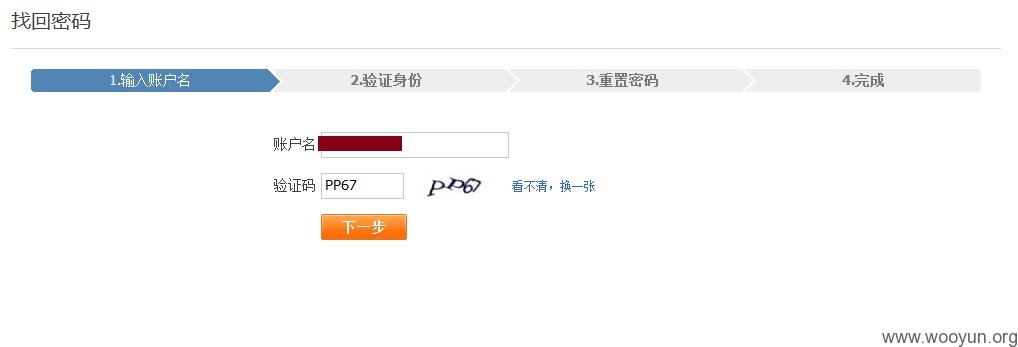 找回密码
1.输入账户名 2.验证身份 3.重置密码 4.完成
账户名
验证码 PP67 PP67 看不清，换一张
下一步
www.wooyun.org